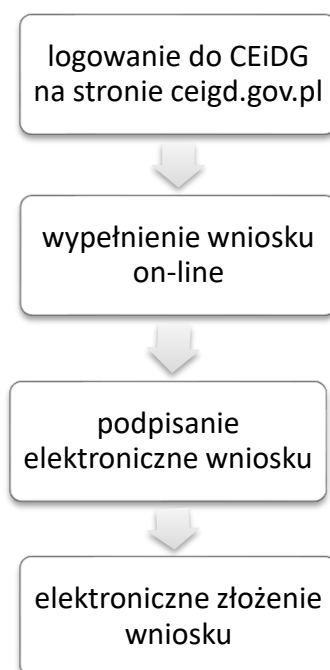 logowanie do CEiDG
na stronie ceigd.gov.pl
wypełnienie wniosku
on-line
podpisanie
elektroniczne wniosku
elektroniczne złożenie
wniosku